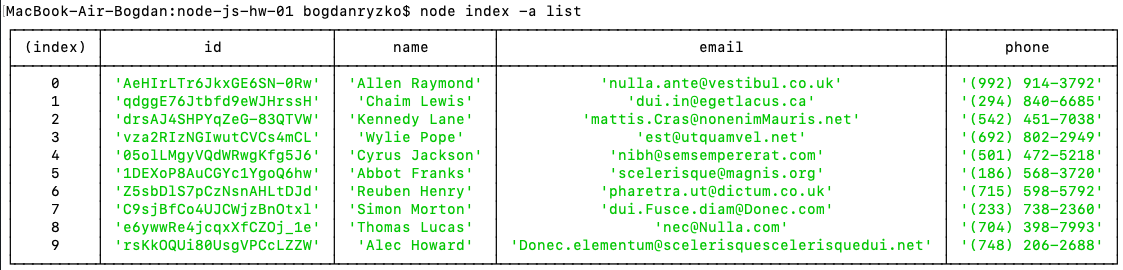 MacBook-Air-Bogdan:node-js-hw-01 bogdanryzko$ node index -a list
(index) id name email phone
0 'AeHIrLTr6JkxGE6SN-0Rw' 'Allen Raymond' 'nulla.ante@vestibul.co.uk' '(992) 914-3792'
1 'qdggE76Jtbfd9eWJHrssH' 'Chaim Lewis' 'dui.in@egetlacus.ca' '(294) 840-6685'
2 'drsAJ4SHPYqZeG-83QTVW' 'Kennedy Lane' 'mattis.Cras@nonenimMauris.net' '(542) 451-7038'
3 'vza2RIzNGIwutCVCs4mCL' 'Wylie Pope' 'est@utquamvel.net' '(692) 802-2949'
4 '05olLMgyVQdWRwgKfg5J6' 'Cyrus Jackson' 'nibh@semsempererat.com' '(501) 472-5218'
5 '1DEXoP8AuCGYc1YgoQ6hw' 'Abbot Franks' 'scelerisque@magnis.org' '(186) 568-3720'
6 'Z5sbDlS7pCzNsnAHLtDJd' 'Reuben Henry' 'pharetra.ut@dictum.co.uk' '(715) 598-5792'
7 'C9sjBfCo4UJCWjzBnOtxl' 'Simon Morton' 'dui.Fusce.diam@Donec.com' '(233) 738-2360'
8 'e6ywwRe4jcqxXfCZOj_1e' 'Thomas Lucas' 'nec@Nulla.com' '(704) 398-7993'
9 'rsKkOQUi80UsgVPCcLZZW' 'Alec Howard' 'Donec.elementum@scelerisquescelerisquedui.net' '(748) 206-2688'